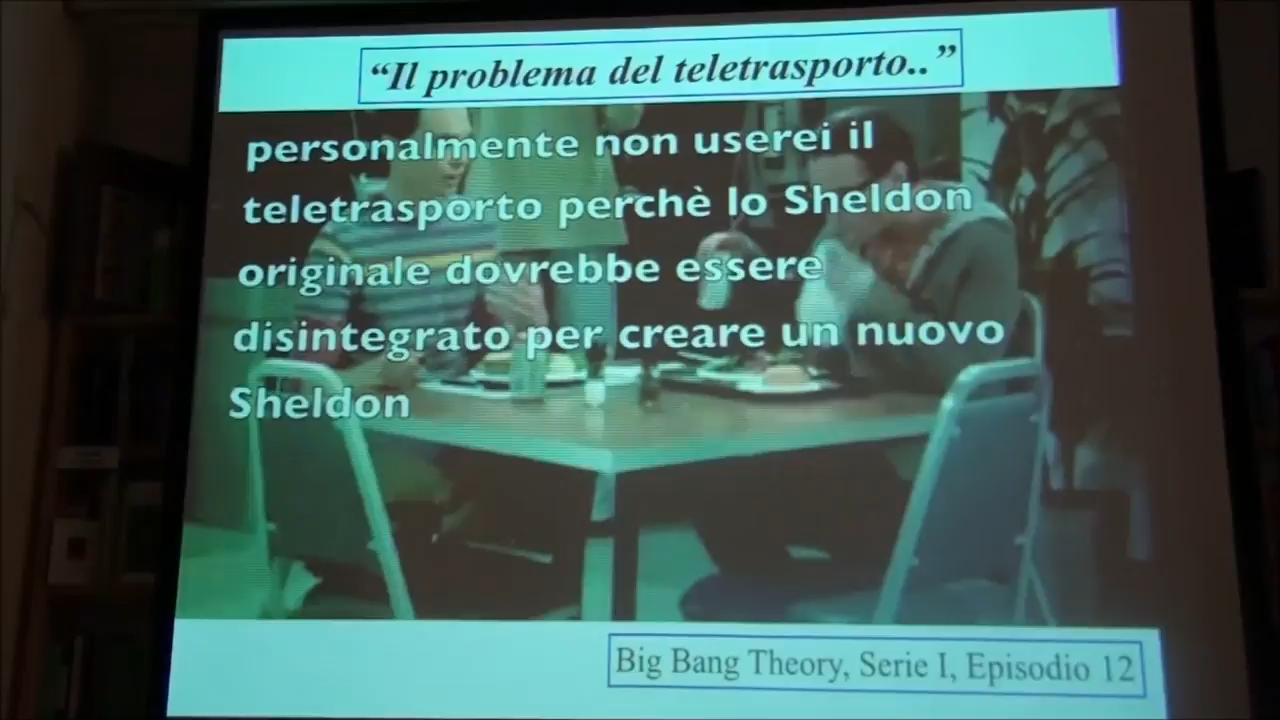 “Il problema del teletrasporto..”
personalmente non userei il
teletrasporto perchè lo Sheldon
originale dovrebbe essere
disintegrato per creare un nuovo
Sheldon
Big Bang Theory, Serie I, Episodio 12